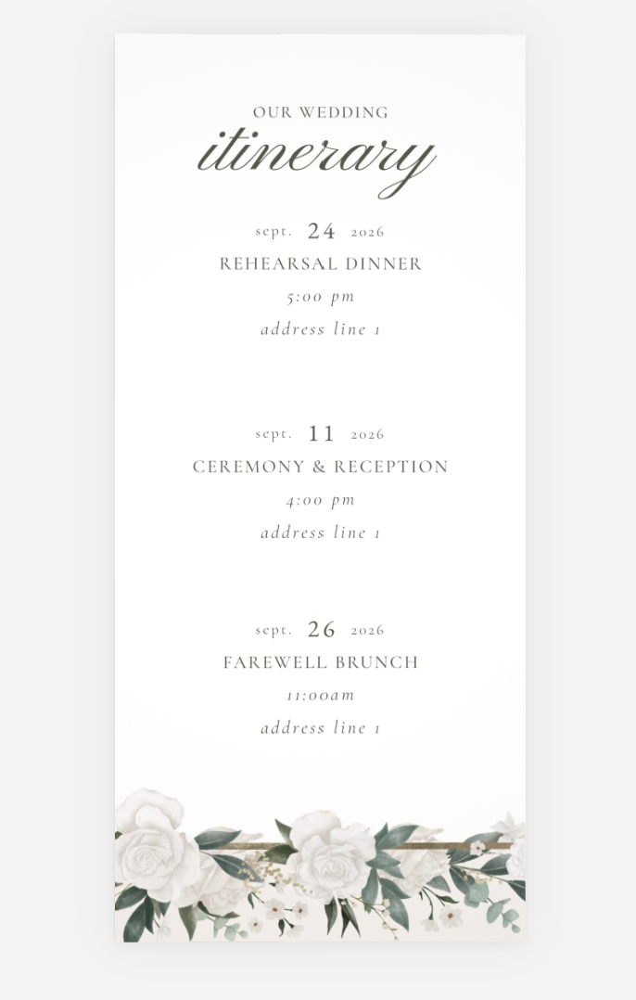 OUR WEDDING
itinerary
sept. 24 2026
REHEARSAL DINNER
5:00 pm
address line 1
sept. 11 2026
CEREMONY & RECEPTION
4:00 pm
address line 1
sept. 26 2026
FAREWELL BRUNCH
11:00am
address line 1